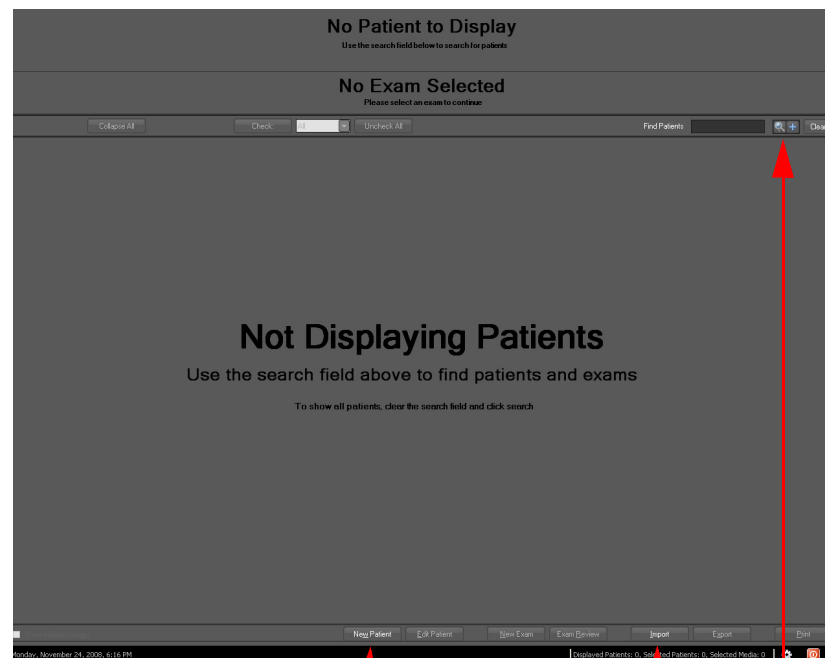 No Patient to Display
Use the search field below to search for patients
No Exam Selected
Please select an exam to continue
Collapse All Check: All Uncheck All Find Patients Clear
Not Displaying Patients
Use the search field above to find patients and exams
To show all patients, clear the search field and click search
New Patient Edit Patient New Exam Exam Review Import Export Print
Monday, November 24, 2008, 6:16 PM Displayed Patients: 0, Selected Patients: 0, Selected Media: 0